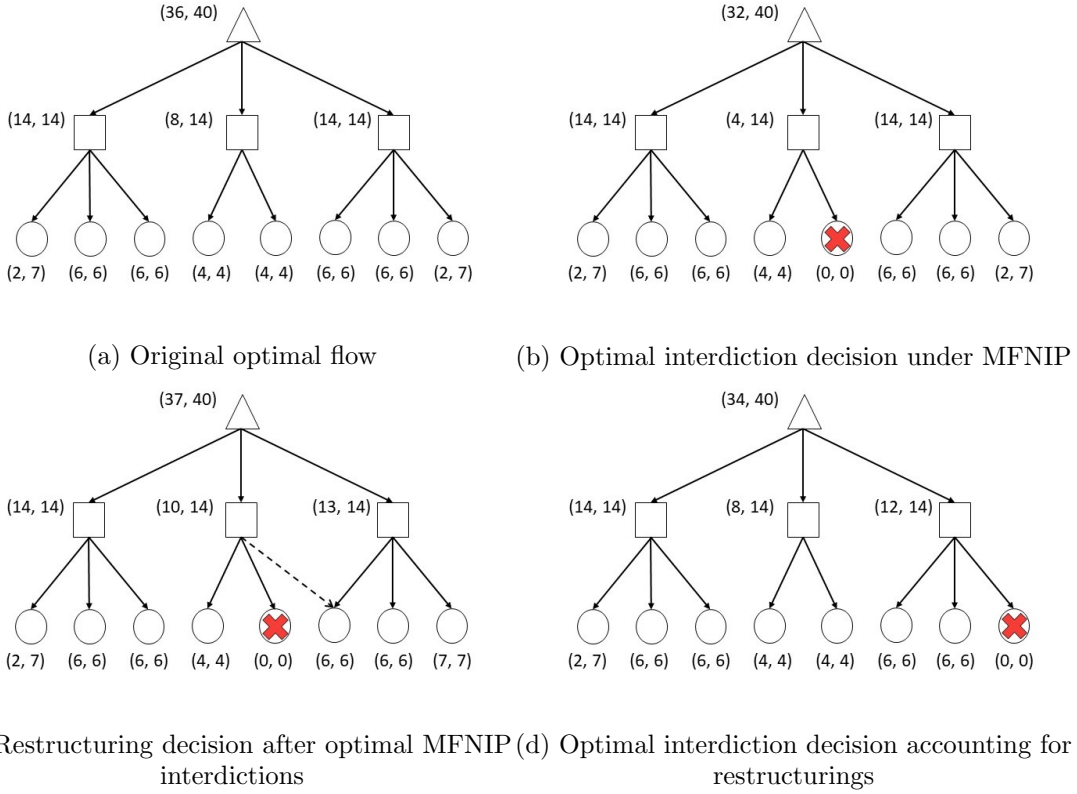 (36, 40) (32, 40)
(14, 14) (8, 14) (14, 14) (14, 14) (4, 14) (14, 14)
(2, 7) (6, 6) (6, 6) (4, 4) (4, 4) (6, 6) (6, 6) (2, 7) (2, 7) (6, 6) (6, 6) (4, 4) (0, 0) (6, 6) (6, 6) (2, 7)
(a) Original optimal flow (b) Optimal interdiction decision under MFNIP
(37, 40) (34, 40)
(14, 14) (10, 14) (13, 14) (14, 14) (8, 14) (12, 14)
(2, 7) (6, 6) (6, 6) (4, 4) (0, 0) (6, 6) (6, 6) (7, 7) (2, 7) (6, 6) (6, 6) (4, 4) (4, 4) (6, 6) (6, 6) (0, 0)
Restructuring decision after optimal MFNIP (d) Optimal interdiction decision accounting for
interdictions restructurings